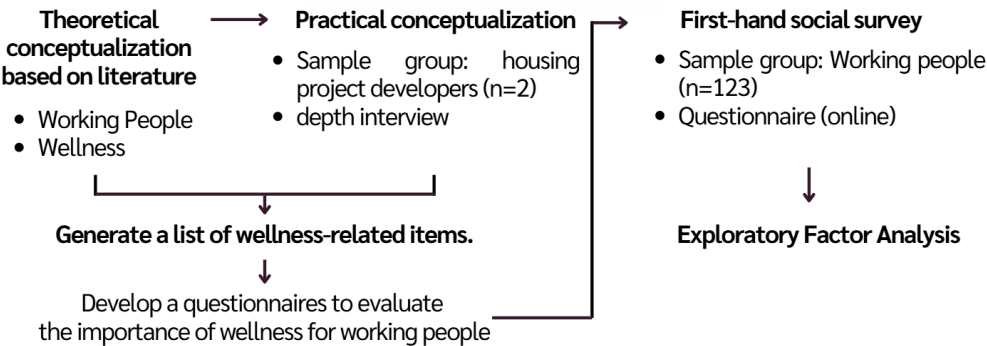 Theoretical
conceptualization
based on literature
• Working People
• Wellness
Practical conceptualization
• Sample group: housing
project developers (n=2)
• depth interview
Generate a list of wellness-related items.
Develop a questionnaires to evaluate
the importance of wellness for working people
First-hand social survey
• Sample group: Working people
(n=123)
• Questionnaire (online)
Exploratory Factor Analysis